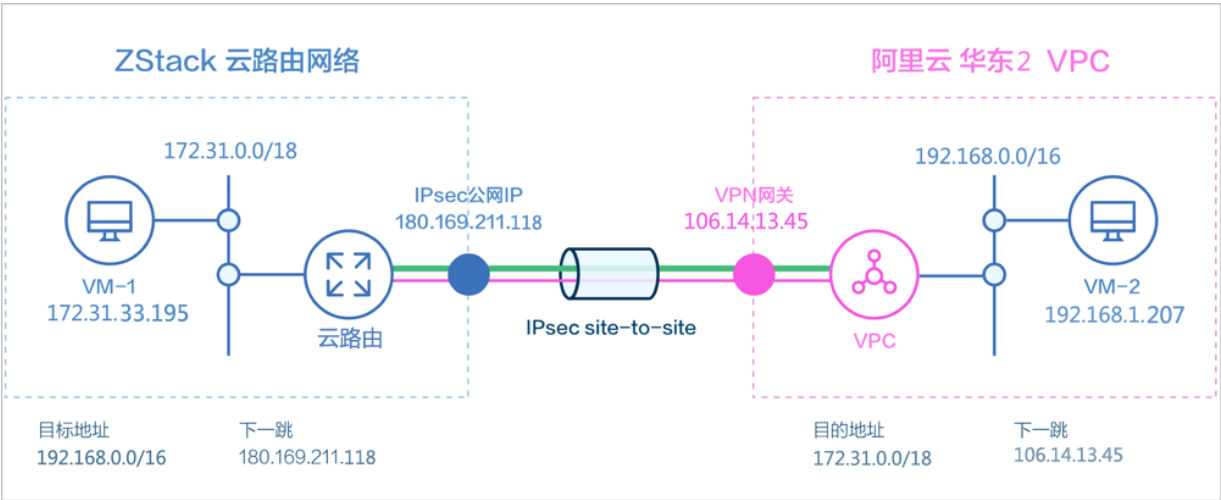 ZStack 云路由网络
阿里云 华东2 VPC
172.31.0.0/18
192.168.0.0/16
IPsec公网IP
180.169.211.118
VPN网关
106.14.13.45
VM-1
172.31.33.195
云路由
IPsec site-to-site
VPC
VM-2
192.168.1.207
目标地址 下一跳
192.168.0.0/16 180.169.211.118
目的地址 下一跳
172.31.0.0/18 106.14.13.45